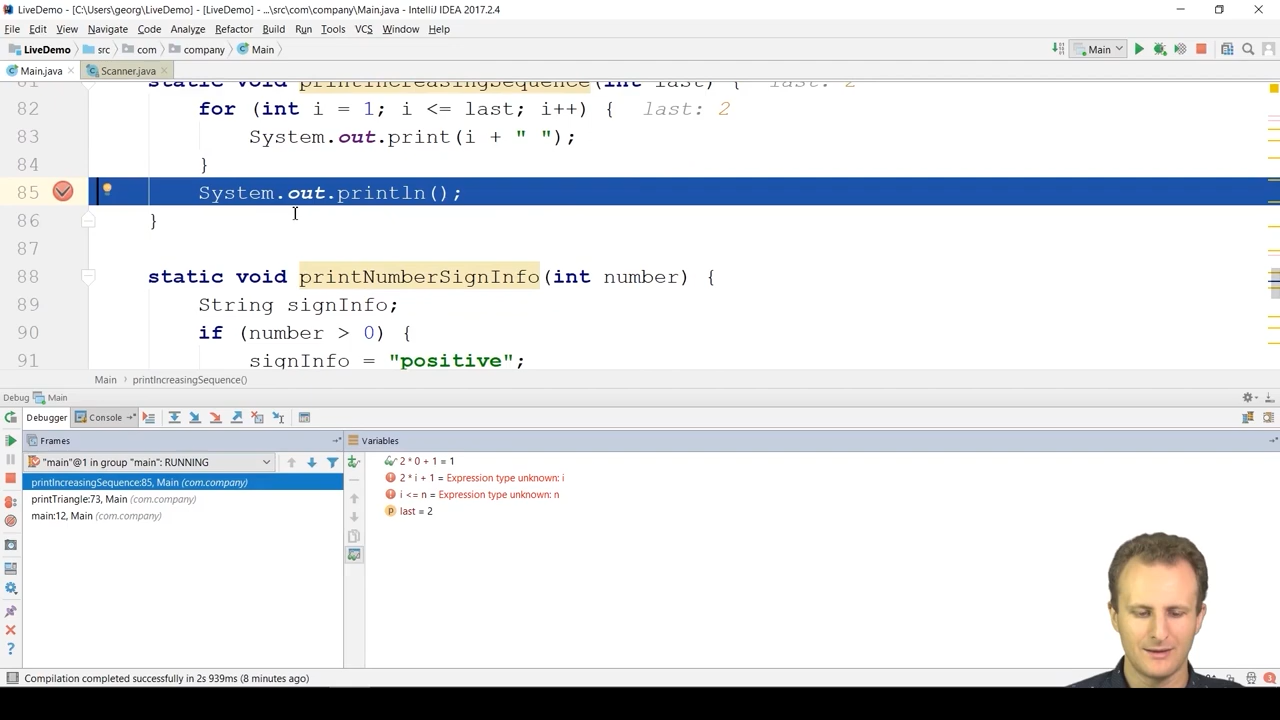 LiveDemo - [C:\Users\georg\LiveDemo] - [LiveDemo] - ...\src\com\company\Main.java - IntelliJ IDEA 2017.2.4
File Edit View Navigate Code Analyze Refactor Build Run Tools VCS Window Help
LiveDemo src com company Main Main
Main.java Scanner.java
81 static void printIncreasingSequence(int last) { last: 2
82 for (int i = 1; i <= last; i++) { last: 2
83 System.out.print(i + " ");
84 }
85 System.out.println();
86 }
87
88 static void printNumberSignInfo(int number) {
89 String signInfo;
90 if (number > 0) {
91 signInfo = "positive";
Main printIncreasingSequence()
Debug Main
Debugger Console
Frames Variables
"main"@1 in group "main": RUNNING
printIncreasingSequence:85, Main (com.company)
printTriangle:73, Main (com.company)
main:12, Main (com.company)
2 * 0 + 1 = 1
2 * i + 1 = Expression type unknown: i
i <= n = Expression type unknown: n
last = 2
Compilation completed successfully in 2s 939ms (8 minutes ago)